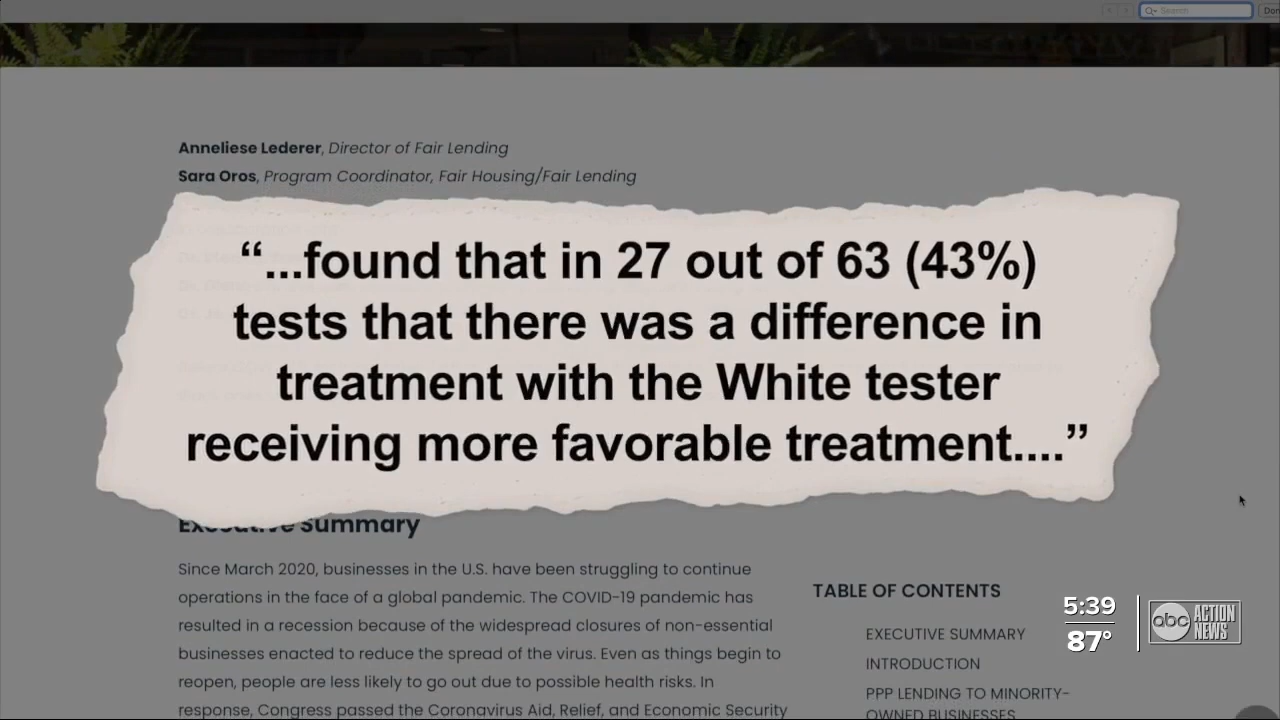 Search
Don
Anneliese Lederer, Director of Fair Lending
Sara Oros, Program Coordinator, Fair Housing/Fair Lending
“...found that in 27 out of 63 (43%)
tests that there was a difference in
treatment with the White tester
receiving more favorable treatment....”
Executive Summary
Since March 2020, businesses in the U.S. have been struggling to continue
operations in the face of a global pandemic. The COVID-19 pandemic has
resulted in a recession because of the widespread closures of non-essential
businesses enacted to reduce the spread of the virus. Even as things begin to
reopen, people are less likely to go out due to possible health risks. In
response, Congress passed the Coronavirus Aid, Relief, and Economic Security
TABLE OF CONTENTS
EXECUTIVE SUMMARY
INTRODUCTION
PPP LENDING TO MINORITY-
OWNED BUSINESSES
5:39
87°
abc ACTION
NEWS